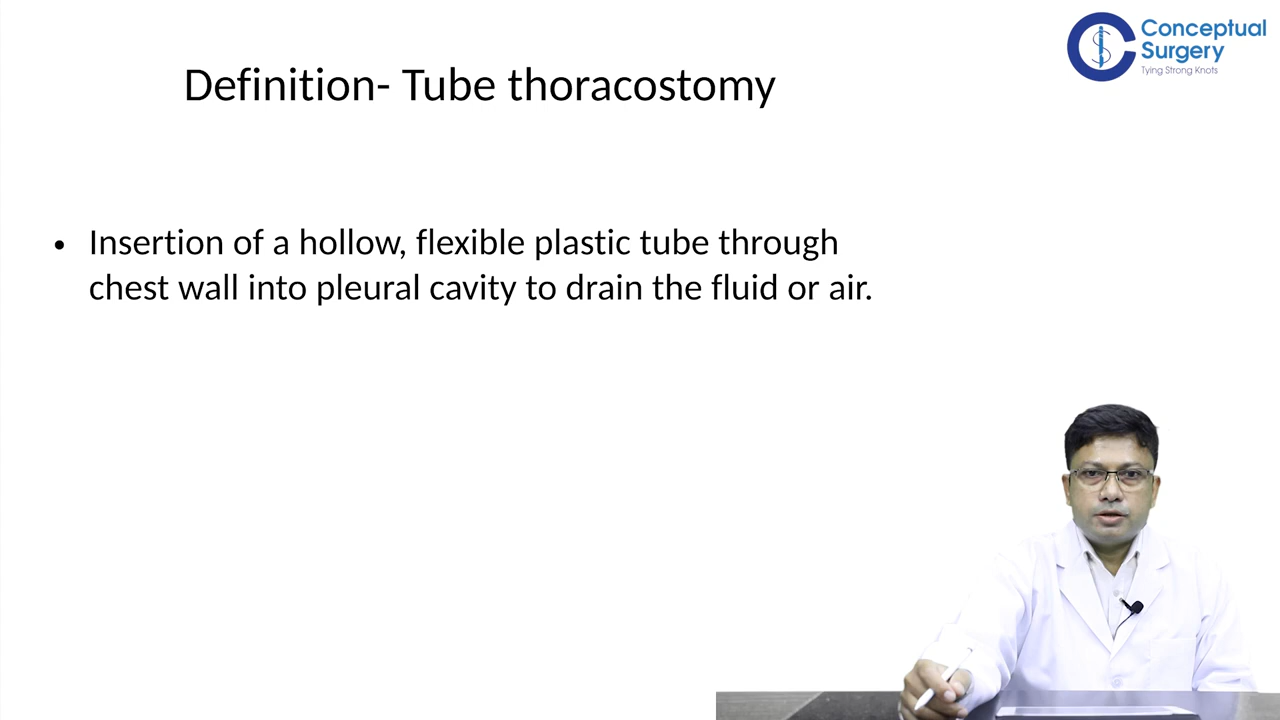 Conceptual
Surgery
Tying Strong Knots
Definition- Tube thoracostomy
• Insertion of a hollow, flexible plastic tube through
chest wall into pleural cavity to drain the fluid or air.